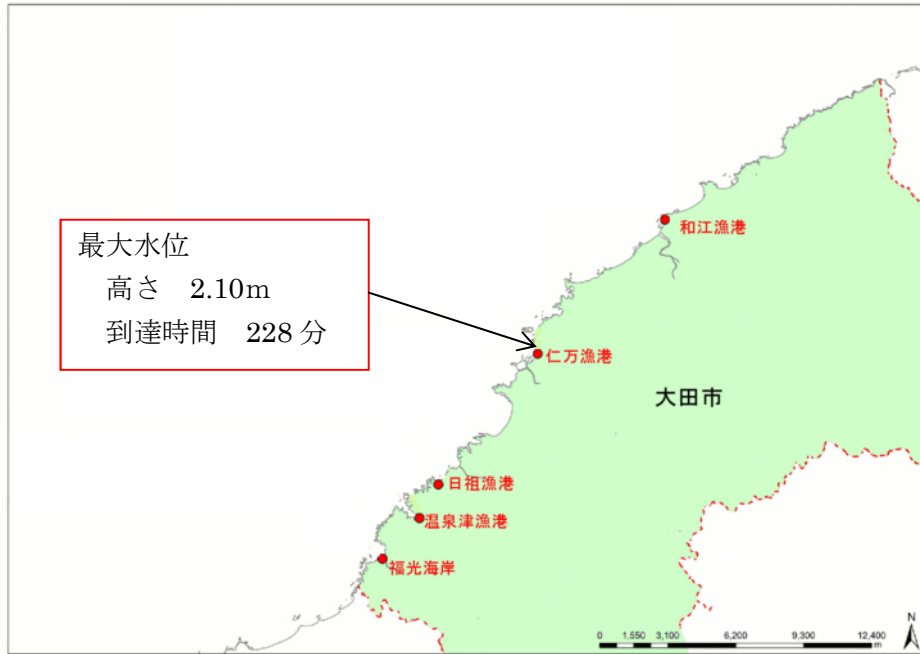 和江漁港
最大水位
高さ 2.10m
到達時間 228 分
仁万漁港
大田市
日祖漁港
温泉津漁港
福光海岸
N
0 1,550 3,100 6,200 9,300 12,400
m